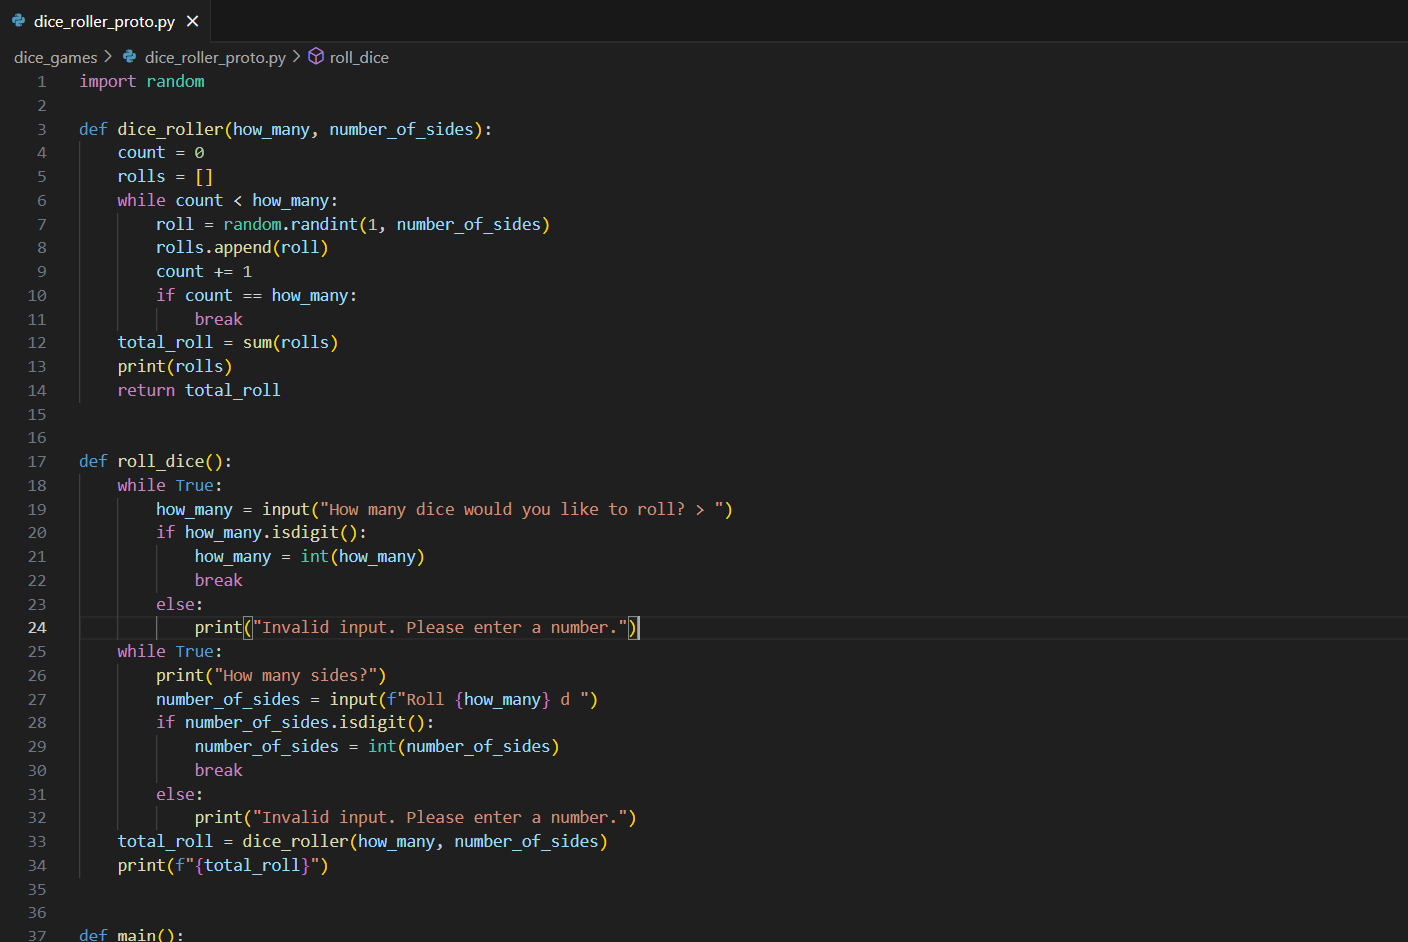 dice_roller_proto.py ×
dice_games > dice_roller_proto.py > roll_dice
1 import random
2
3 def dice_roller(how_many, number_of_sides):
4     count = 0
5     rolls = []
6     while count < how_many:
7         roll = random.randint(1, number_of_sides)
8         rolls.append(roll)
9         count += 1
10         if count == how_many:
11             break
12     total_roll = sum(rolls)
13     print(rolls)
14     return total_roll
15
16
17 def roll_dice():
18     while True:
19         how_many = input("How many dice would you like to roll? > ")
20         if how_many.isdigit():
21             how_many = int(how_many)
22             break
23         else:
24             print("Invalid input. Please enter a number.")
25     while True:
26         print("How many sides?")
27         number_of_sides = input(f"Roll {how_many} d ")
28         if number_of_sides.isdigit():
29             number_of_sides = int(number_of_sides)
30             break
31         else:
32             print("Invalid input. Please enter a number.")
33     total_roll = dice_roller(how_many, number_of_sides)
34     print(f"{total_roll}")
35
36
37 def main():